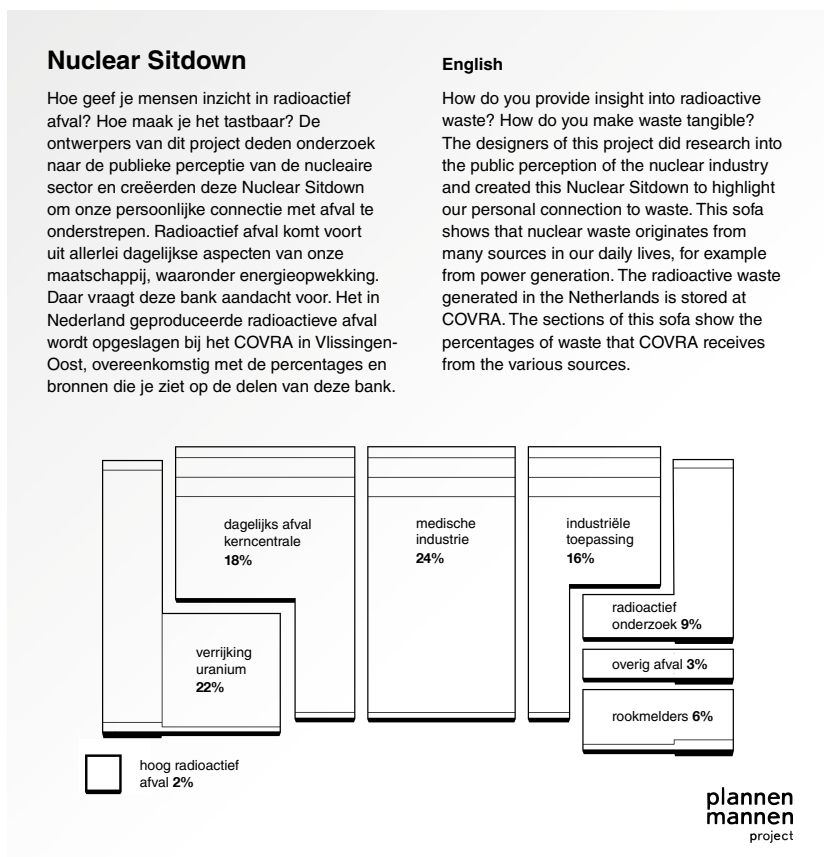 Nuclear Sitdown
Hoe geef je mensen inzicht in radioactief
afval? Hoe maak je het tastbaar? De
ontwerpers van dit project deden onderzoek
naar de publieke perceptie van de nucleaire
sector en creëerden deze Nuclear Sitdown
om onze persoonlijke connectie met afval te
onderstrepen. Radioactief afval komt voort
uit allerlei dagelijkse aspecten van onze
maatschappij, waaronder energieopwekking.
Daar vraagt deze bank aandacht voor. Het in
Nederland geproduceerde radioactieve afval
wordt opgeslagen bij het COVRA in Vlissingen-
Oost, overeenkomstig met de percentages en
bronnen die je ziet op de delen van deze bank.
English
How do you provide insight into radioactive
waste? How do you make waste tangible?
The designers of this project did research into
the public perception of the nuclear industry
and created this Nuclear Sitdown to highlight
our personal connection to waste. This sofa
shows that nuclear waste originates from
many sources in our daily lives, for example
from power generation. The radioactive waste
generated in the Netherlands is stored at
COVRA. The sections of this sofa show the
percentages of waste that COVRA receives
from the various sources.
dagelijks afval
kerncentrale
18%
medische
industrie
24%
industriële
toepassing
16%
radioactief
onderzoek 9%
verrijking
uranium
22%
overig afval 3%
rookmelders 6%
hoog radioactief
afval 2%
plannen
mannen
project